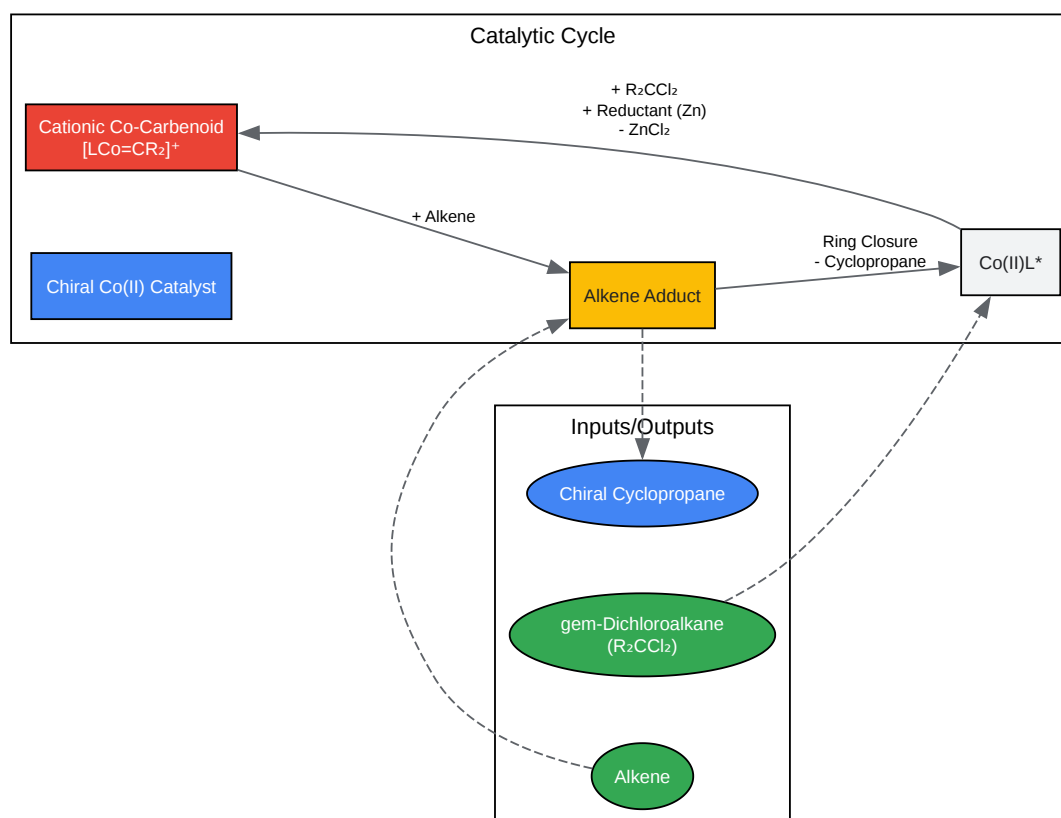 Catalytic Cycle
+ R₂CCl₂
+ Reductant (Zn)
- ZnCl₂
Cationic Co-Carbenoid
[LCo=CR₂]⁺
+ Alkene
Chiral Co(II) Catalyst
Alkene Adduct
Ring Closure
- Cyclopropane
Co(II)L*
Inputs/Outputs
Chiral Cyclopropane
gem-Dichloroalkane
(R₂CCl₂)
Alkene